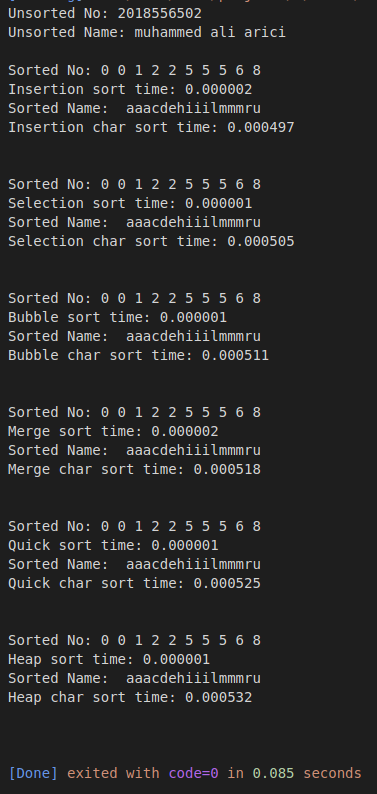 Unsorted No: 2018556502
Unsorted Name: muhammed ali arici
Sorted No: 0 0 1 2 2 5 5 5 6 8
Insertion sort time: 0.000002
Sorted Name:  aaacdehiiilmmmru
Insertion char sort time: 0.000497
Sorted No: 0 0 1 2 2 5 5 5 6 8
Selection sort time: 0.000001
Sorted Name:  aaacdehiiilmmmru
Selection char sort time: 0.000505
Sorted No: 0 0 1 2 2 5 5 5 6 8
Bubble sort time: 0.000001
Sorted Name:  aaacdehiiilmmmru
Bubble char sort time: 0.000511
Sorted No: 0 0 1 2 2 5 5 5 6 8
Merge sort time: 0.000002
Sorted Name:  aaacdehiiilmmmru
Merge char sort time: 0.000518
Sorted No: 0 0 1 2 2 5 5 5 6 8
Quick sort time: 0.000001
Sorted Name:  aaacdehiiilmmmru
Quick char sort time: 0.000525
Sorted No: 0 0 1 2 2 5 5 5 6 8
Heap sort time: 0.000001
Sorted Name:  aaacdehiiilmmmru
Heap char sort time: 0.000532
[Done] exited with code=0 in 0.085 seconds